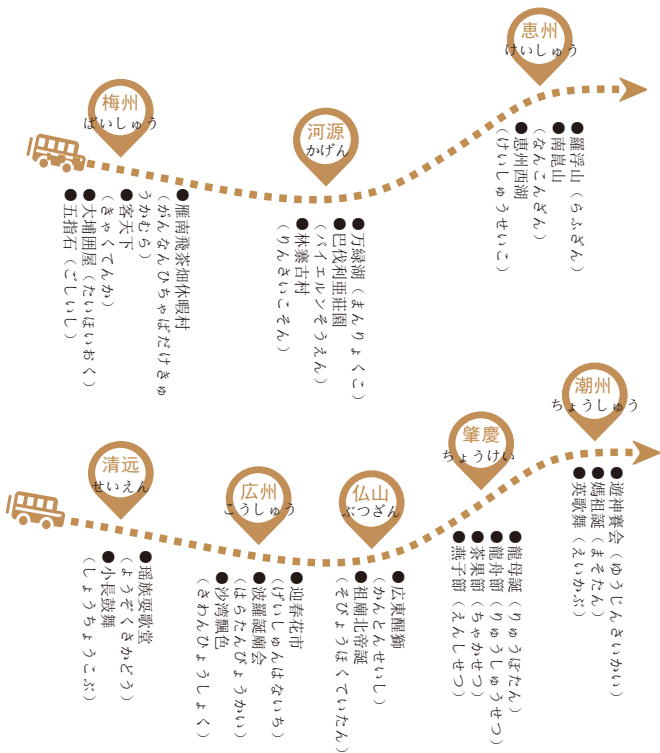 梅州
ばいしゅう
●雁南飛茶畑休暇村
（がんなんひちゃばだけきゅ
うかむら）
●客天下
（きゃくてんか）
●大埔囲屋（たいほいおく）
●五指石（ごしいし）
河源
かげん
●万緑湖（まんりょくこ）
●巴伐利亜荘園
（バイエルンそうえん）
●林寨古村
（りんさいこそん）
恵州
けいしゅう
●羅浮山（らふざん）
●南崑山
（なんこんざん）
●恵州西湖
（けいしゅうせいこ）
清远
せいえん
●瑶族耍歌堂
（ようぞくさかどう）
●小長鼓舞
（しょうちょうこぶ）
広州
こうしゅう
●迎春花市
（げいしゅんはないち）
●波羅誕廟会
（はらたんびょうかい）
●沙湾飄色
（さわんひょうしょく）
仏山
ぶつざん
●広東醒獅
（かんとんせいし）
●祖廟北帝誕
（そびょうほくていたん）
肇慶
ちょうけい
●龍母誕（りゅうぼたん）
●龍舟節（りゅうしゅうせつ）
●茶果節（ちゃかせつ）
●燕子節（えんしせつ）
潮州
ちょうしゅう
●遊神賽会（ゆうじんさいかい）
●媽祖誕（まそたん）
●英歌舞（えいかぶ）